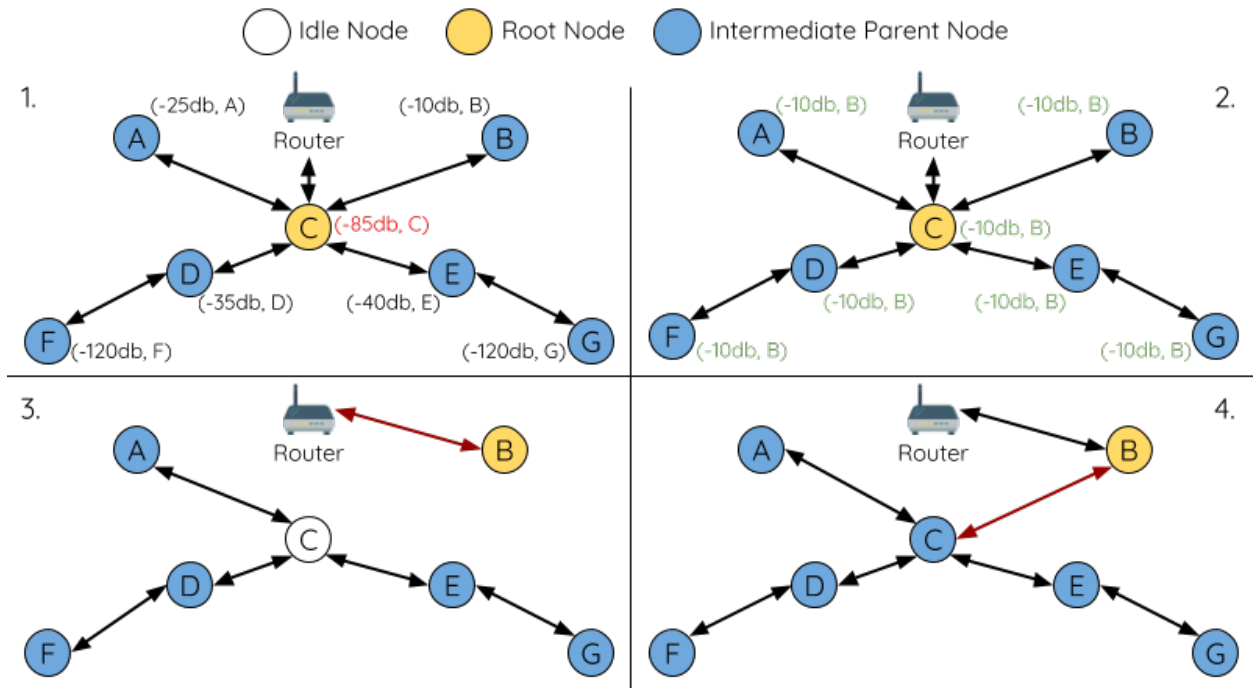 Idle Node
Root Node
Intermediate Parent Node
1.
(-25db, A)
(-10db, B)
A
Router
B
C
(-85db, C)
D
E
(-35db, D)
(-40db, E)
F
(-120db, F)
(-120db, G)
G
2.
(-10db, B)
(-10db, B)
A
Router
B
C
(-10db, B)
D
E
(-10db, B)
(-10db, B)
F
(-10db, B)
(-10db, B)
G
3.
A
Router
B
C
D
E
F
G
4.
A
Router
B
C
D
E
F
G